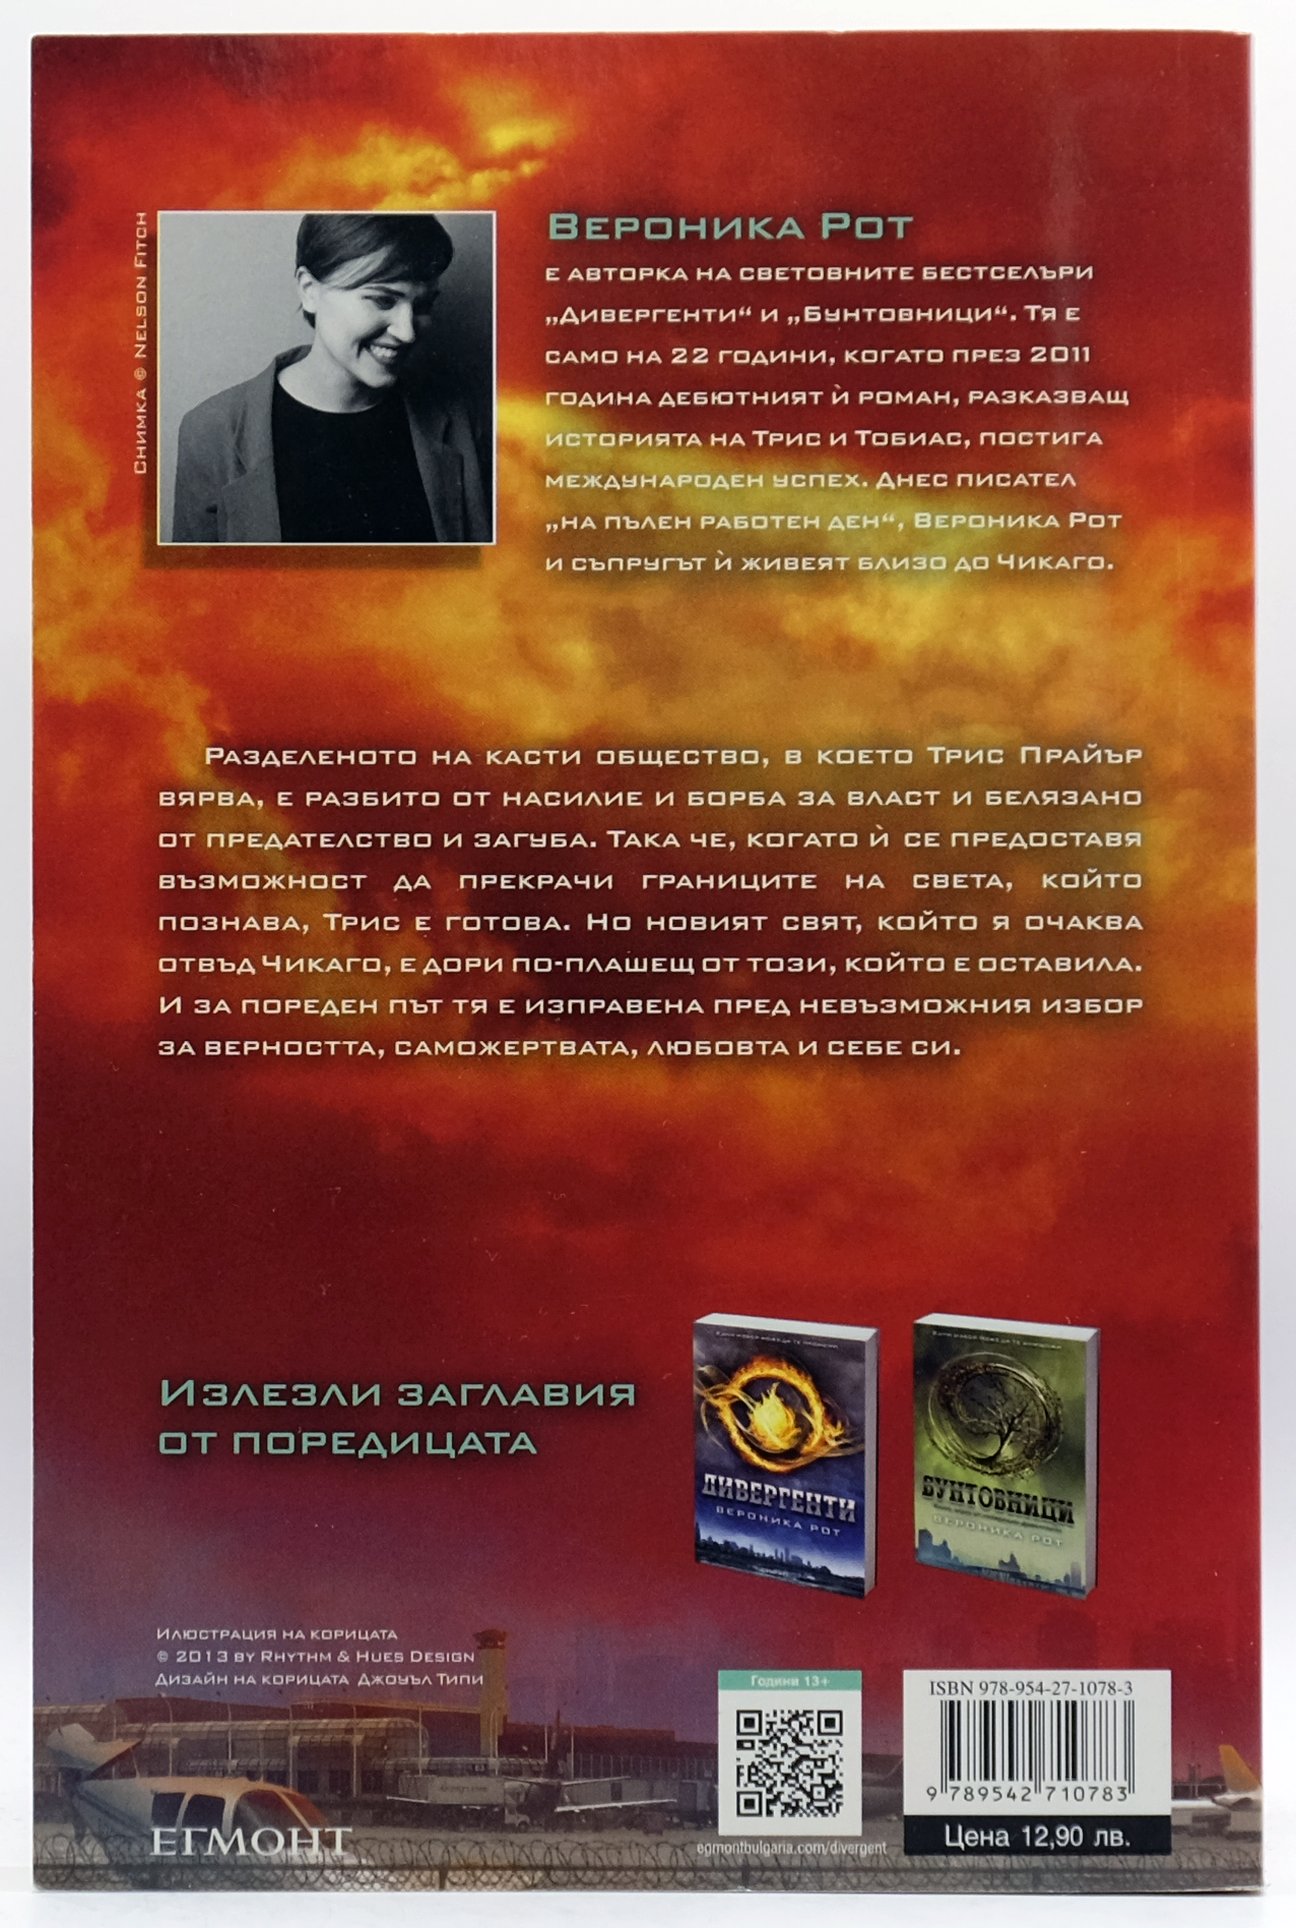 Снимка © Nelson Fitch
Вероника Рот
е авторка на световните бестселъри
„Дивергенти“ и „Бунтовници“. Тя е
само на 22 години, когато през 2011
година дебютният ѝ роман, разказващ
историята на Трис и Тобиас, постига
международен успех. Днес писател
„на пълен работен ден“, Вероника Рот
и съпругът ѝ живеят близо до Чикаго.
Разделеното на касти общество, в което Трис Прайър
вярва, е разбито от насилие и борба за власт и белязано
от предателство и загуба. Така че, когато ѝ се предоставя
възможност да прекрачи границите на света, който
познава, Трис е готова. Но новият свят, който я очаква
отвъд Чикаго, е дори по-плашещ от този, който е оставила.
И за пореден път тя е изправена пред невъзможния избор
за верността, саможертвата, любовта и себе си.
Излезли заглавия
от поредицата
ДИВЕРГЕНТИ
ВЕРОНИКА РОТ
БУНТОВНИЦИ
ВЕРОНИКА РОТ
Илюстрация на корицата
© 2013 by Rhythm & Hues Design
Дизайн на корицата Джоуъл Типи
ЕГМОНТ
Години 13+
egmontbulgaria.com/divergent
ISBN 978-954-27-1078-3
9 789542 710783
Цена 12,90 лв.